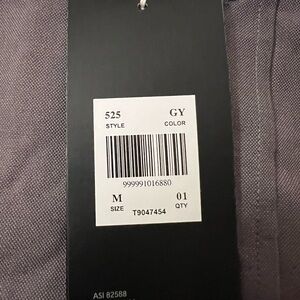 525 GY
STYLE COLOR
999991016880
M 01
SIZE QTY
T9047454
ASI 82588